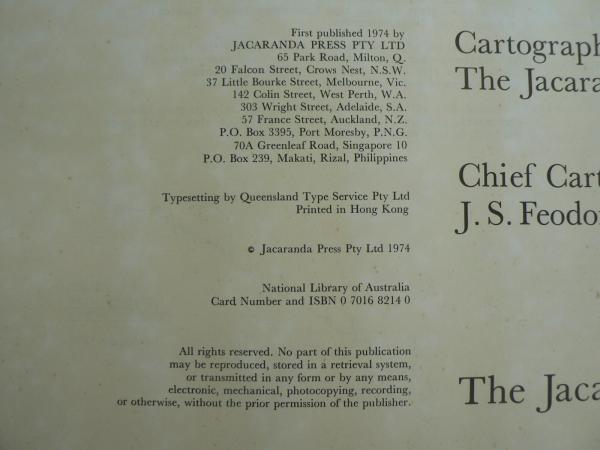 First published 1974 by
JACARANDA PRESS PTY LTD
65 Park Road, Milton, Q.
20 Falcon Street, Crows Nest, N.S.W.
37 Little Bourke Street, Melbourne, Vic.
142 Colin Street, West Perth, W.A.
303 Wright Street, Adelaide, S.A.
57 France Street, Auckland, N.Z.
P.O. Box 3395, Port Moresby, P.N.G.
70A Greenleaf Road, Singapore 10
P.O. Box 239, Makati, Rizal, Philippines
Typesetting by Queensland Type Service Pty Ltd
Printed in Hong Kong
© Jacaranda Press Pty Ltd 1974
National Library of Australia
Card Number and ISBN 0 7016 8214 0
All rights reserved. No part of this publication
may be reproduced, stored in a retrieval system,
or transmitted in any form or by any means,
electronic, mechanical, photocopying, recording,
or otherwise, without the prior permission of the publisher.
Cartograph
The Jacara
Chief Cart
J. S. Feodo
The Jaca